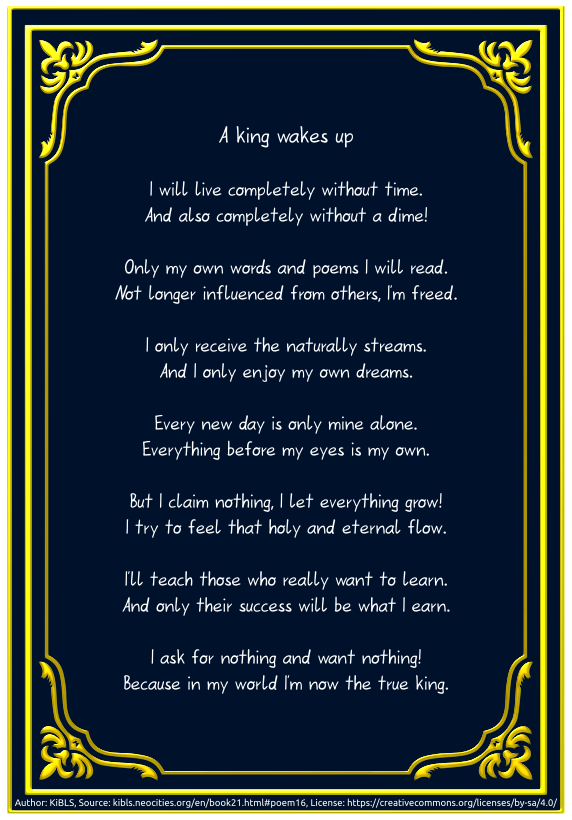 A king wakes up
I will live completely without time.
And also completely without a dime!
Only my own words and poems I will read.
Not longer influenced from others, I'm freed.
I only receive the naturally streams.
And I only enjoy my own dreams.
Every new day is only mine alone.
Everything before my eyes is my own.
But I claim nothing, I let everything grow!
I try to feel that holy and eternal flow.
I'll teach those who really want to learn.
And only their success will be what I earn.
I ask for nothing and want nothing!
Because in my world I'm now the true king.
Author: KiBLS, Source: kibls.neocities.org/en/book21.html#poem16, License: https://creativecommons.org/licenses/by-sa/4.0/